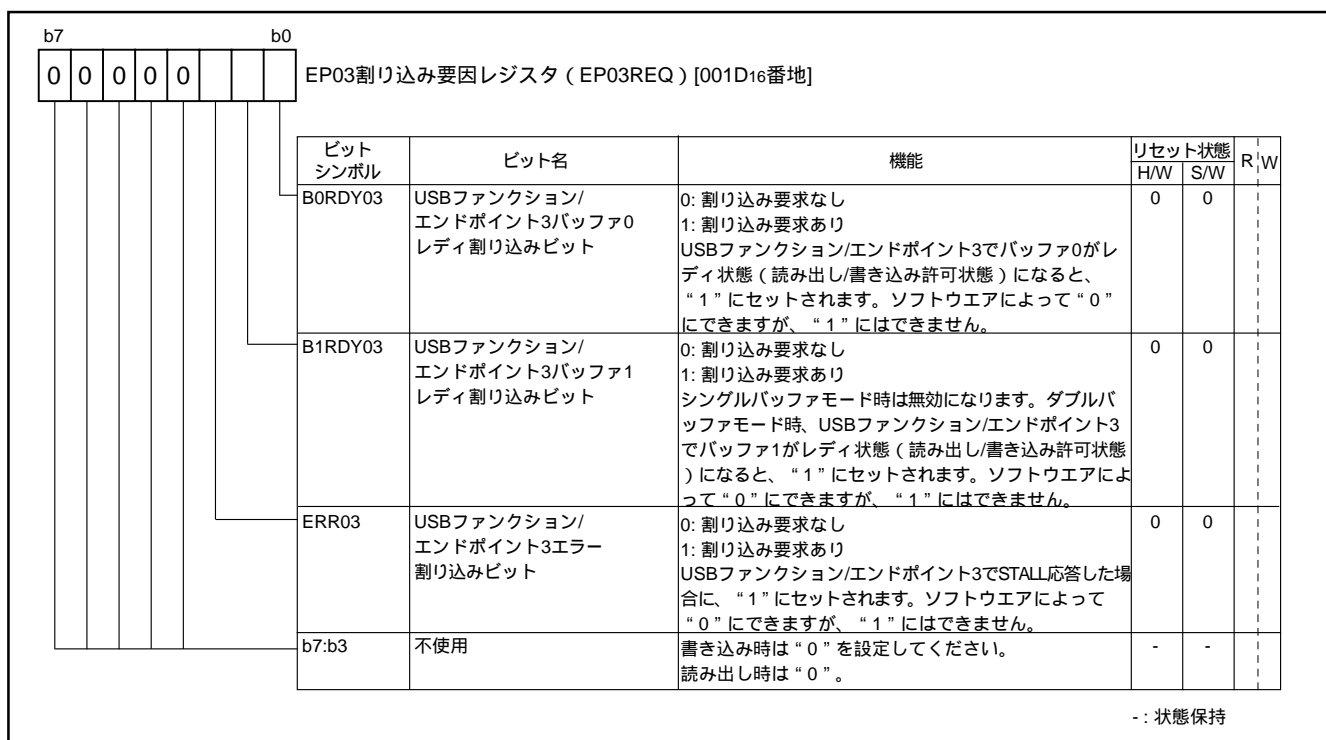 b7 b0
0 0 0 0 0
EP03割り込み要因レジスタ（EP03REQ）[001D16番地]
ビット
シンボル
ビット名
機能
リセット状態
H/W S/W
R W
B0RDY03
USBファンクション/
エンドポイント3バッファ0
レディ割り込みビット
0: 割り込み要求なし
1: 割り込み要求あり
USBファンクション/エンドポイント3でバッファ0がレ
ディ状態（読み出し/書き込み許可状態）になると、
“1”にセットされます。ソフトウエアによって“0”
にできますが、“1”にはできません。
0 0
B1RDY03
USBファンクション/
エンドポイント3バッファ1
レディ割り込みビット
0: 割り込み要求なし
1: 割り込み要求あり
シングルバッファモード時は無効になります。ダブルバ
ッファモード時、USBファンクション/エンドポイント3
でバッファ1がレディ状態（読み出し/書き込み許可状態
）になると、“1”にセットされます。ソフトウエアによ
って“0”にできますが、“1”にはできません。
0 0
ERR03
USBファンクション/
エンドポイント3エラー
割り込みビット
0: 割り込み要求なし
1: 割り込み要求あり
USBファンクション/エンドポイント3でSTALL応答した場
合に、“1”にセットされます。ソフトウエアによって
“0”にできますが、“1”にはできません。
0 0
b7:b3
不使用
書き込み時は“0”を設定してください。
読み出し時は“0”。
- -
- : 状態保持